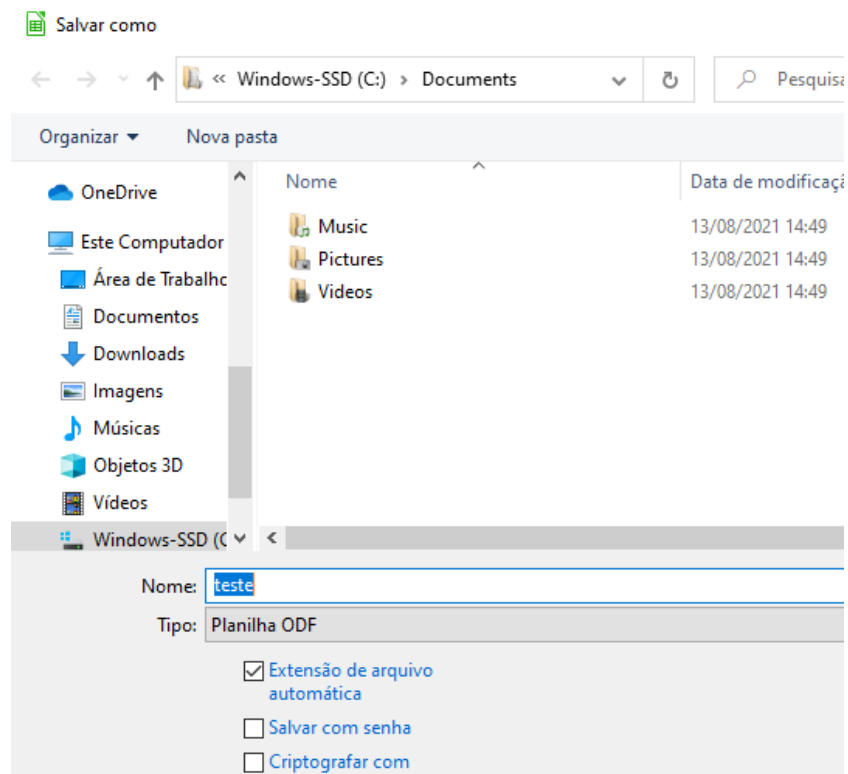 Salvar como
« Windows-SSD (C:) › Documents
Pesquisa
Organizar
Nova pasta
OneDrive
Este Computador
Área de Trabalho
Documentos
Downloads
Imagens
Músicas
Objetos 3D
Vídeos
Windows-SSD (C
Nome
Data de modificaçã
Music
13/08/2021 14:49
Pictures
13/08/2021 14:49
Videos
13/08/2021 14:49
Nome: teste
Tipo: Planilha ODF
Extensão de arquivo
automática
Salvar com senha
Criptografar com